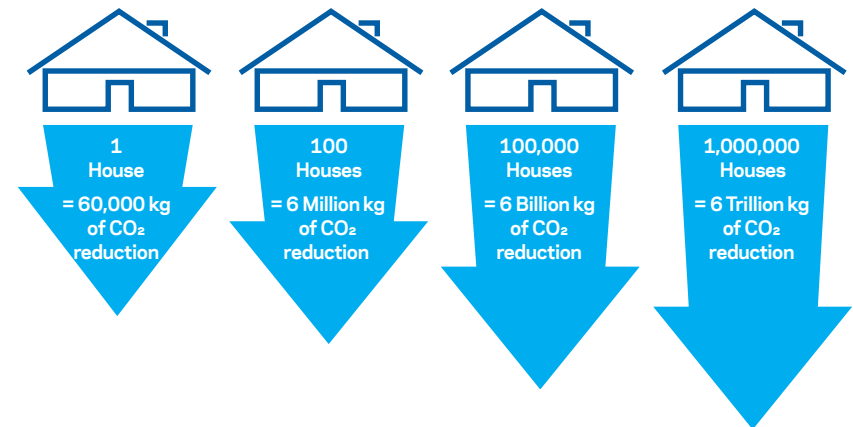 1
House
= 60,000 kg
of CO₂
reduction
100
Houses
= 6 Million kg
of CO₂
reduction
100,000
Houses
= 6 Billion kg
of CO₂
reduction
1,000,000
Houses
= 6 Trillion kg
of CO₂
reduction